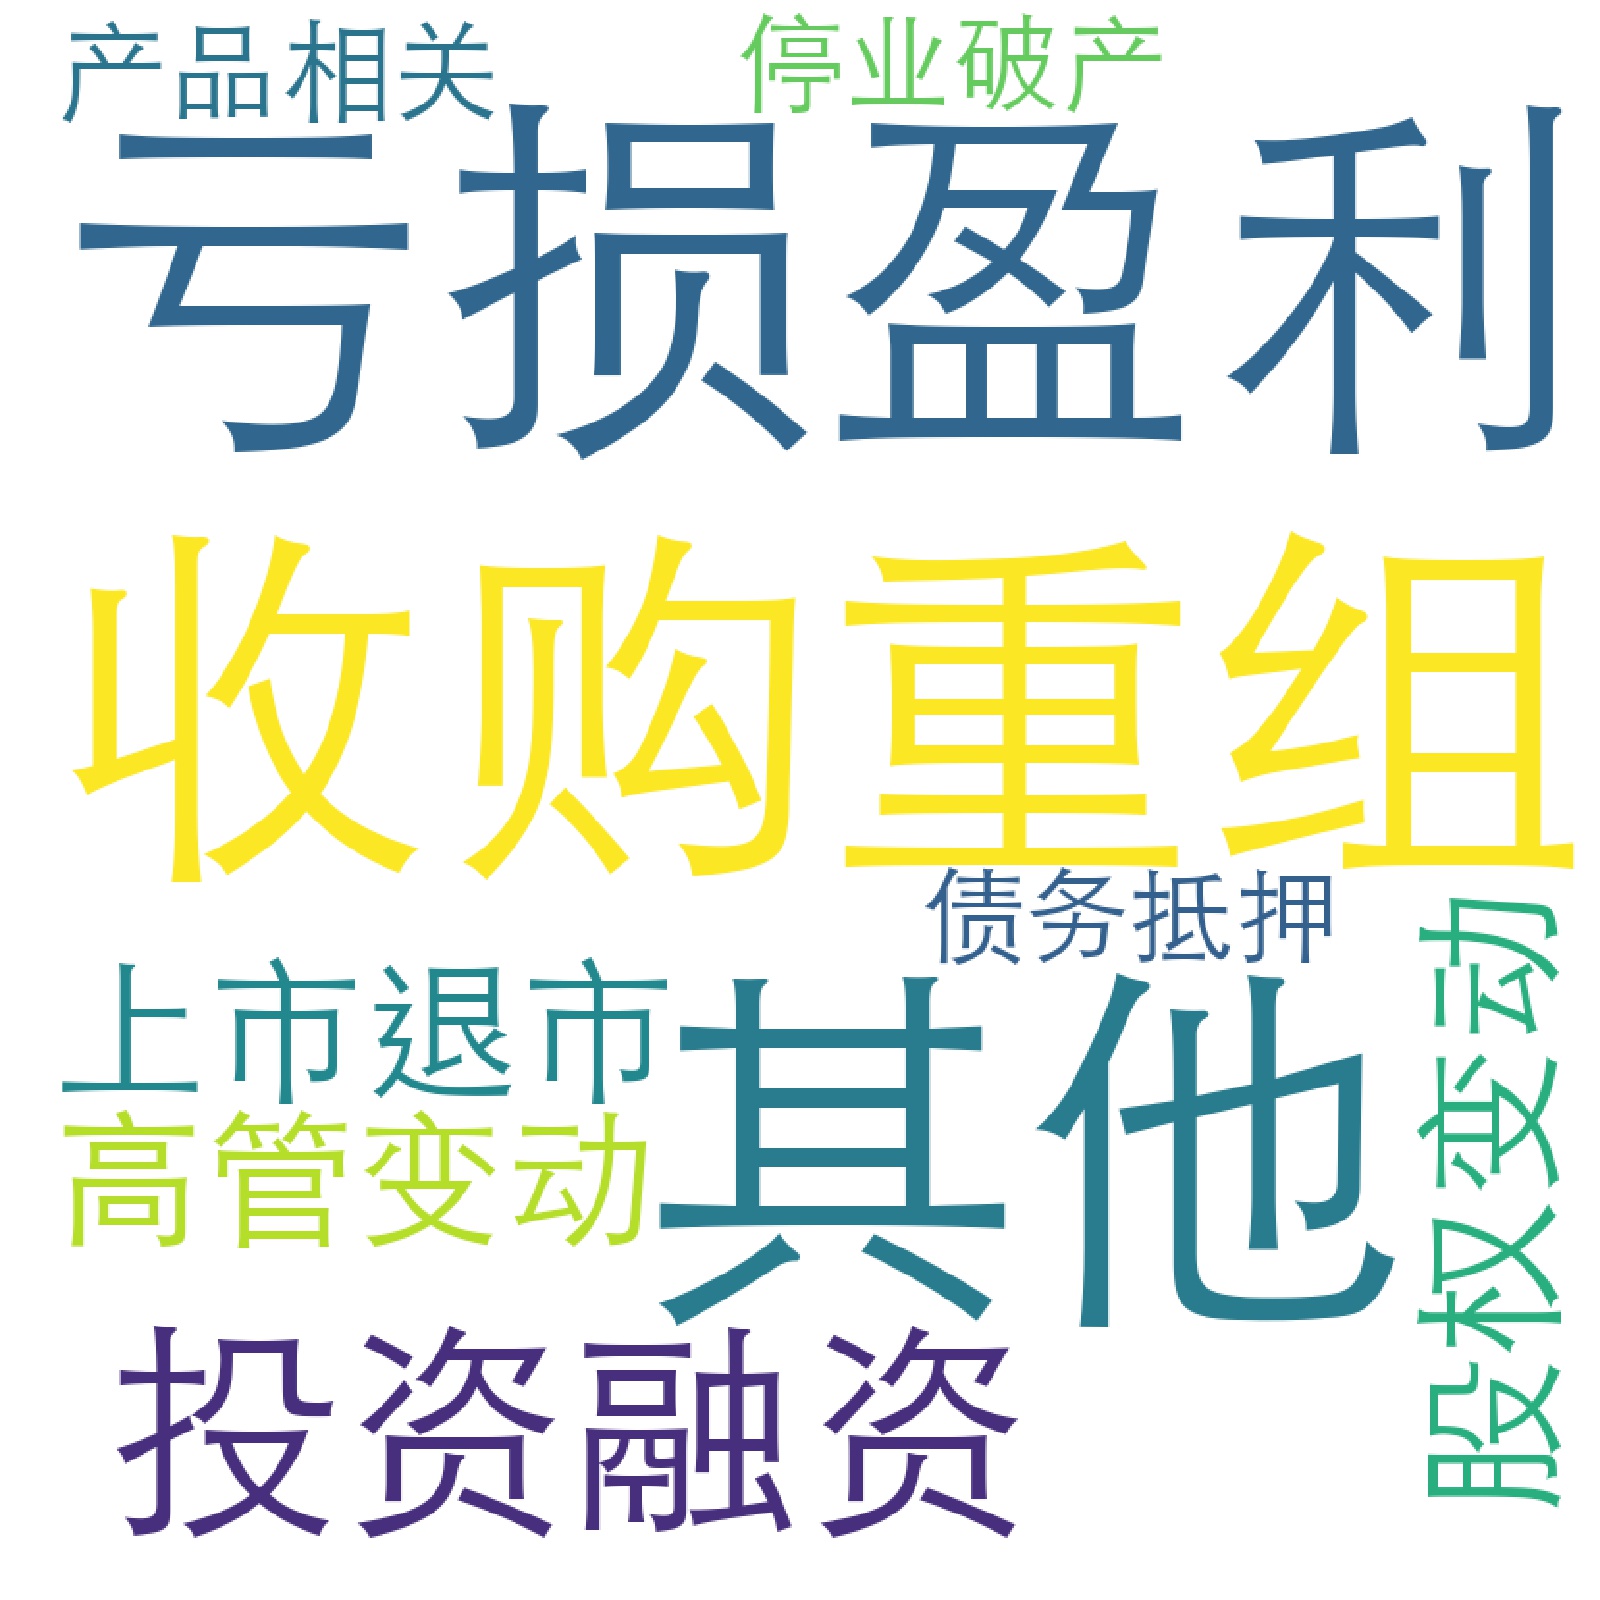 产品相关
停业破产
亏损盈利
收购重组
债务抵押
上市退市
其他
高管变动
股权变动
投资融资